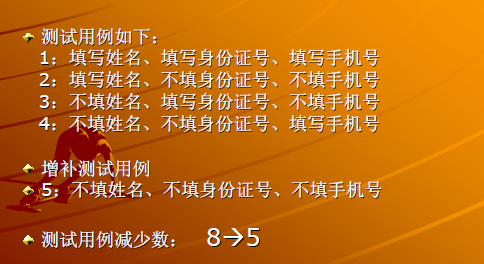 测试用例如下：
1：填写姓名、填写身份证号、填写手机号
2：填写姓名、不填身份证号、不填手机号
3：不填姓名、填写身份证号、不填手机号
4：不填姓名、不填身份证号、填写手机号
增补测试用例
5：不填姓名、不填身份证号、不填手机号
测试用例减少数： 8→5